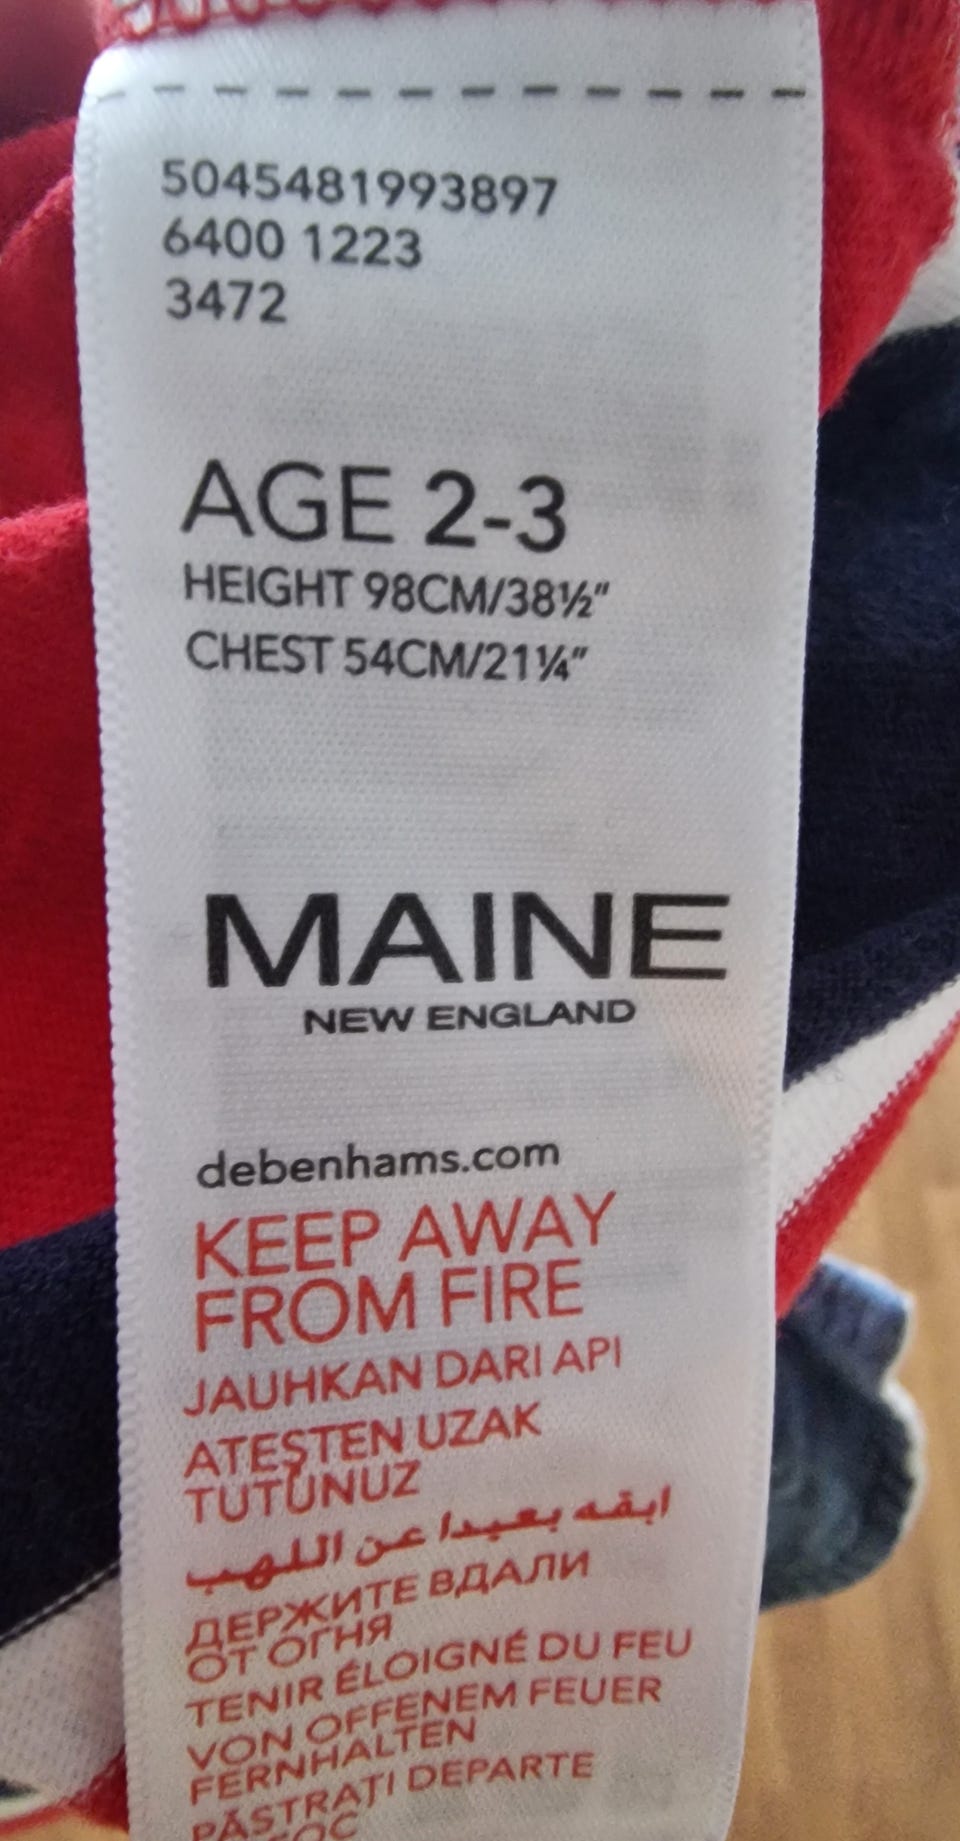 5045481993897
6400 1223
3472
AGE 2-3
HEIGHT 98CM/38½"
CHEST 54CM/21¼"
MAINE
NEW ENGLAND
debenhams.com
KEEP AWAY
FROM FIRE
JAUHKAN DARI API
ATEŞTEN UZAK
TUTUNUZ
ابقه بعيدا عن اللهب
ДЕРЖИТЕ ВДАЛИ
ОТ ОГНЯ
TENIR ÉLOIGNÉ DU FEU
VON OFFENEM FEUER
FERNHALTEN
PĂSTRAȚI DEPARTE